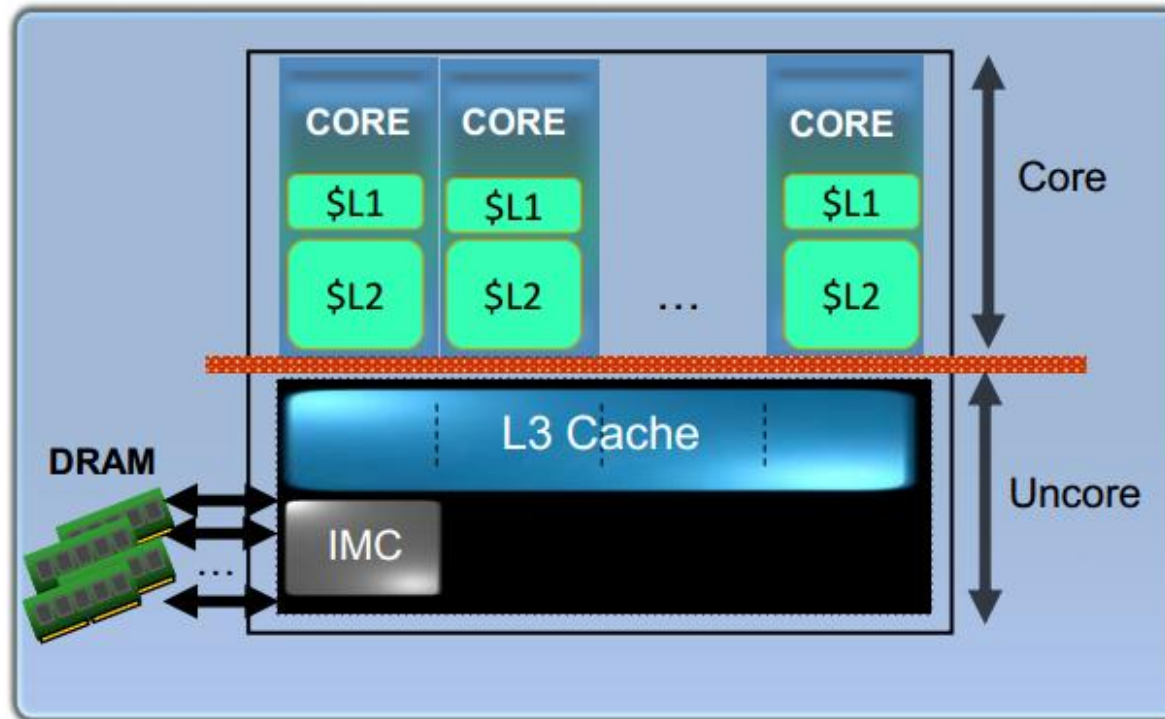 CORE
CORE
CORE
$L1
$L1
$L1
Core
$L2
$L2
...
$L2
L3 Cache
DRAM
Uncore
IMC
...